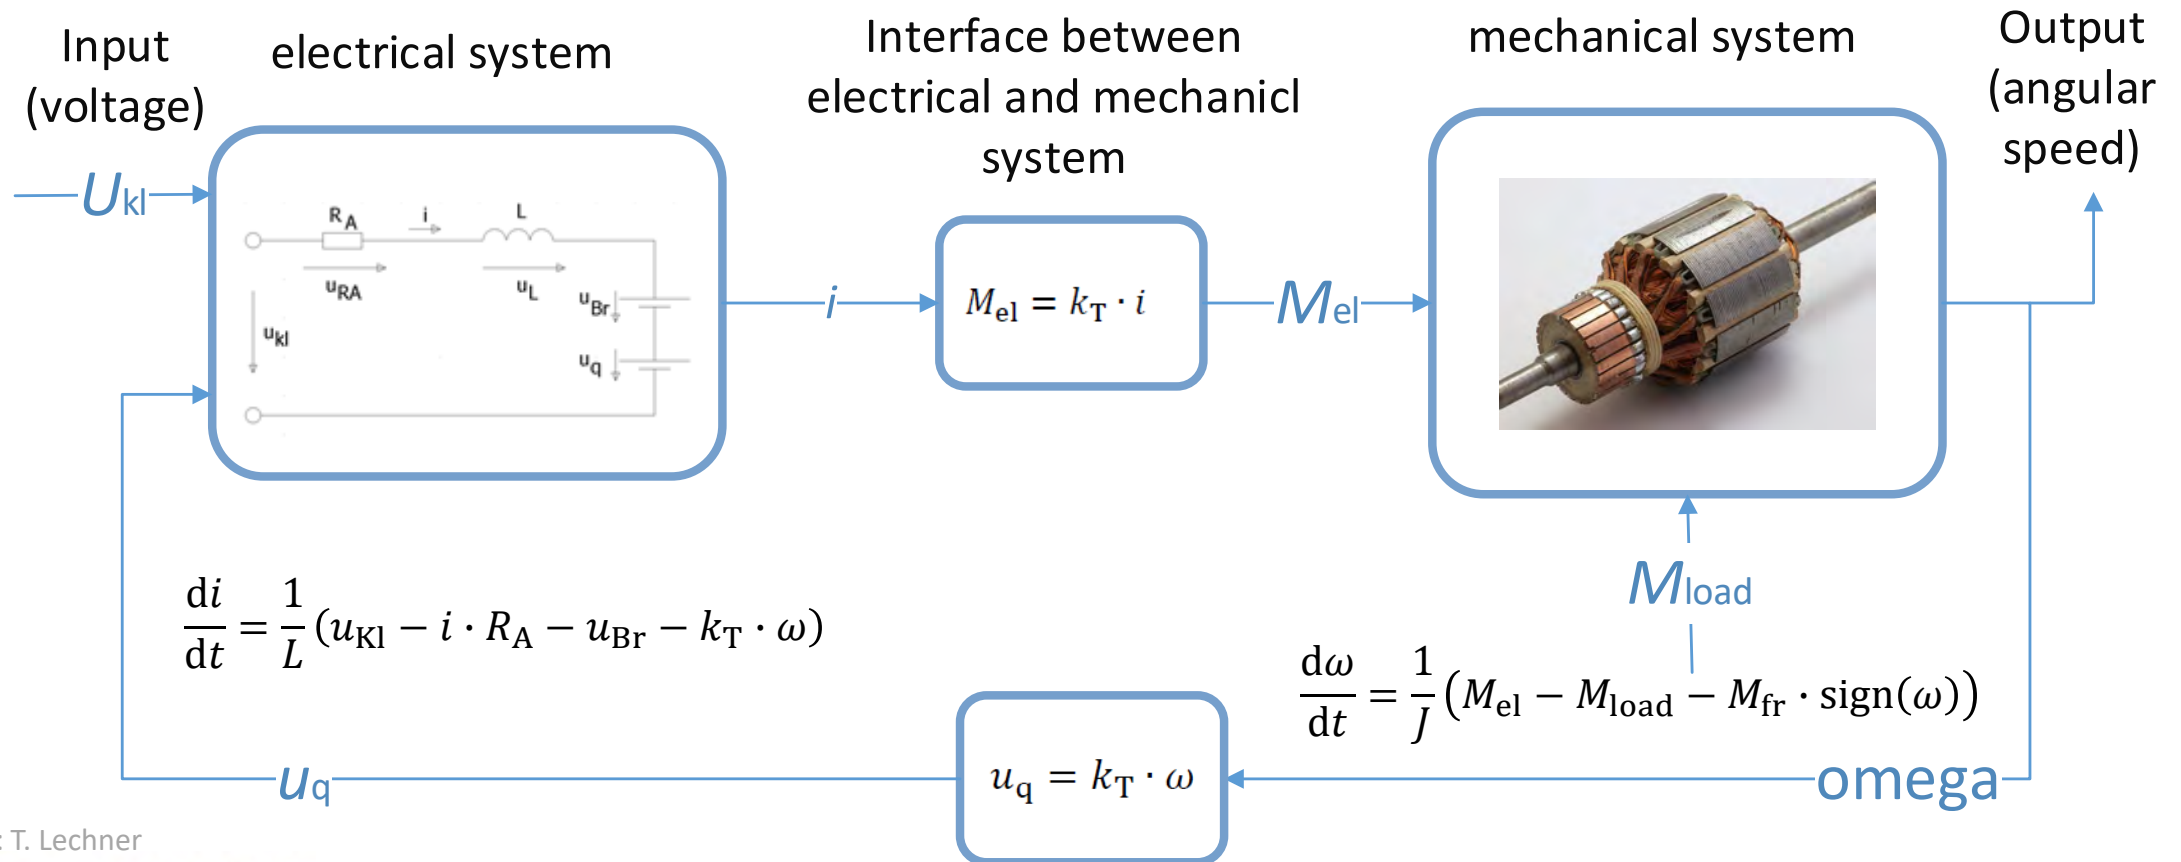 Input
(voltage)
electrical system
Interface between
electrical and mechanicl
system
mechanical system
Output
(angular
speed)
Ukl
R A
i
L
uRA
uL
uBr
ukl
uq
i
Mel = kT · i
Mel
Mload
di/dt = 1/L (uKl − i · RA − uBr − kT · ω)
dω/dt = 1/J (Mel − Mload − Mfr · sign(ω))
uq
uq = kT · ω
omega
: T. Lechner